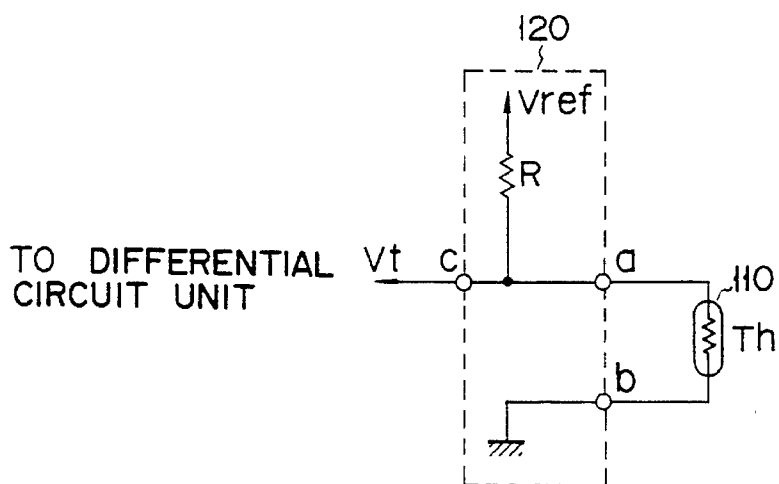 120
Vref
R
TO DIFFERENTIAL
CIRCUIT UNIT
Vt
c
a
110
Th
b